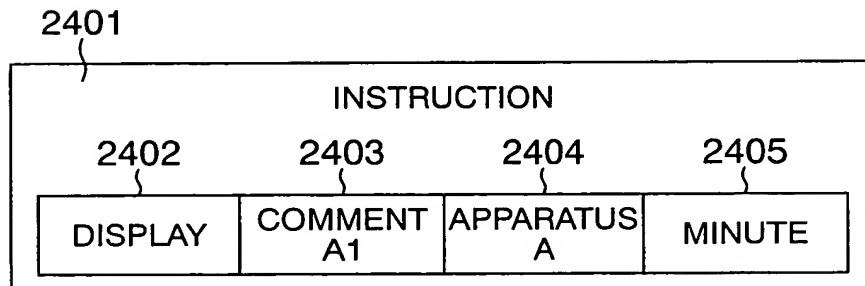 2401
INSTRUCTION
2402 2403 2404 2405
DISPLAY COMMENT A1 APPARATUS A MINUTE